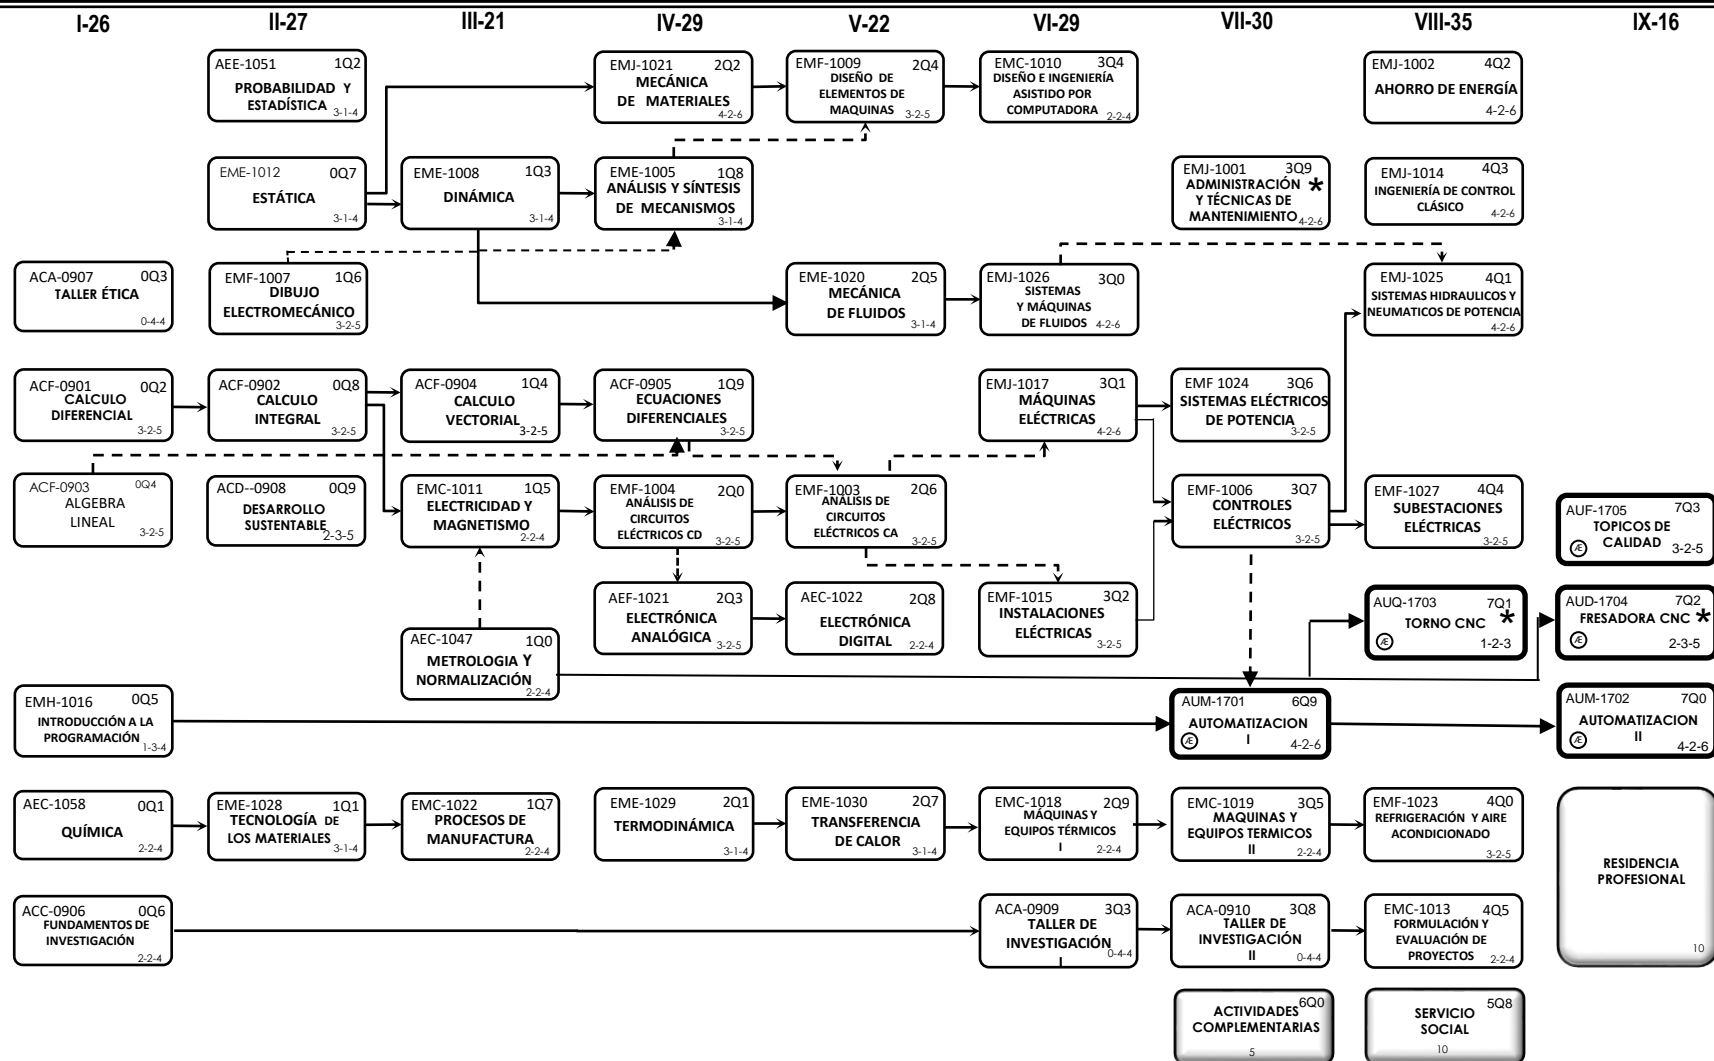 I-26
II-27
III-21
IV-29
V-22
VI-29
VII-30
VIII-35
IX-16
AEE-1051 1Q2
PROBABILIDAD Y
ESTADÍSTICA
3-1-4
EMJ-1021 2Q2
MECÁNICA
DE MATERIALES
4-2-6
EMF-1009 2Q4
DISEÑO DE
ELEMENTOS DE
MAQUINAS
3-2-5
EMC-1010 3Q4
DISEÑO E INGENIERÍA
ASISTIDO POR
COMPUTADORA
2-2-4
EMJ-1002 4Q2
AHORRO DE ENERGÍA
4-2-6
EME-1012 0Q7
ESTÁTICA
3-1-4
EME-1008 1Q3
DINÁMICA
3-1-4
EME-1005 1Q8
ANÁLISIS Y SÍNTESIS
DE MECANISMOS
3-1-4
EMJ-1001 3Q9
ADMINISTRACIÓN *
Y TÉCNICAS DE
MANTENIMIENTO
4-2-6
EMJ-1014 4Q3
INGENIERÍA DE CONTROL
CLÁSICO
4-2-6
ACA-0907 0Q3
TALLER ÉTICA
0-4-4
EMF-1007 1Q6
DIBUJO
ELECTROMECÁNICO
3-2-5
EME-1020 2Q5
MECÁNICA
DE FLUIDOS
3-1-4
EMJ-1026 3Q0
SISTEMAS
Y MÁQUINAS
DE FLUIDOS 4-2-6
EMJ-1025 4Q1
SISTEMAS HIDRAULICOS Y
NEUMATICOS DE POTENCIA
4-2-6
ACF-0901 0Q2
CALCULO
DIFERENCIAL
3-2-5
ACF-0902 0Q8
CALCULO
INTEGRAL
3-2-5
ACF-0904 1Q4
CALCULO
VECTORIAL
3-2-5
ACF-0905 1Q9
ECUACIONES
DIFERENCIALES
3-2-5
EMJ-1017 3Q1
MÁQUINAS
ELÉCTRICAS
4-2-6
EMF 1024 3Q6
SISTEMAS ELÉCTRICOS
DE POTENCIA
3-2-5
ACF-0903 0Q4
ALGEBRA
LINEAL
3-2-5
ACD--0908 0Q9
DESARROLLO
SUSTENTABLE
2-3-5
EMC-1011 1Q5
ELECTRICIDAD Y
MAGNETISMO
2-2-4
EMF-1004 2Q0
ANÁLISIS DE
CIRCUITOS
ELÉCTRICOS CD
3-2-5
EMF-1003 2Q6
ANÁLISIS DE
CIRCUITOS
ELÉCTRICOS CA
3-2-5
EMF-1006 3Q7
CONTROLES
ELÉCTRICOS
3-2-5
EMF-1027 4Q4
SUBESTACIONES
ELÉCTRICAS
3-2-5
AUF-1705 7Q3
TOPICOS DE
CALIDAD
Æ 3-2-5
AEC-1047 1Q0
METROLOGIA Y
NORMALIZACIÓN
2-2-4
AEF-1021 2Q3
ELECTRÓNICA
ANALÓGICA
3-2-5
AEC-1022 2Q8
ELECTRÓNICA
DIGITAL
2-2-4
EMF-1015 3Q2
INSTALACIONES
ELÉCTRICAS
3-2-5
AUQ-1703 7Q1
TORNO CNC *
Æ 1-2-3
AUD-1704 7Q2
FRESADORA CNC *
Æ 2-3-5
EMH-1016 0Q5
INTRODUCCIÓN A LA
PROGRAMACIÓN
1-3-4
AUM-1701 6Q9
AUTOMATIZACION
I
Æ 4-2-6
AUM-1702 7Q0
AUTOMATIZACION
II
Æ 4-2-6
AEC-1058 0Q1
QUÍMICA
2-2-4
EME-1028 1Q1
TECNOLOGÍA DE
LOS MATERIALES
3-1-4
EMC-1022 1Q7
PROCESOS DE
MANUFACTURA
2-2-4
EME-1029 2Q1
TERMODINÁMICA
3-1-4
EME-1030 2Q7
TRANSFERENCIA
DE CALOR
3-1-4
EMC-1018 2Q9
MÁQUINAS Y
EQUIPOS TÉRMICOS
I 2-2-4
EMC-1019 3Q5
MAQUINAS Y
EQUIPOS TERMICOS
II 2-2-4
EMF-1023 4Q0
REFRIGERACIÓN Y AIRE
ACONDICIONADO
3-2-5
RESIDENCIA
PROFESIONAL
10
ACC-0906 0Q6
FUNDAMENTOS DE
INVESTIGACIÓN
2-2-4
ACA-0909 3Q3
TALLER DE
INVESTIGACIÓN
I 0-4-4
ACA-0910 3Q8
TALLER DE
INVESTIGACIÓN
II 0-4-4
EMC-1013 4Q5
FORMULACIÓN Y
EVALUACIÓN DE
PROYECTOS 2-2-4
6Q0
ACTIVIDADES
COMPLEMENTARIAS
5
5Q8
SERVICIO
SOCIAL
10